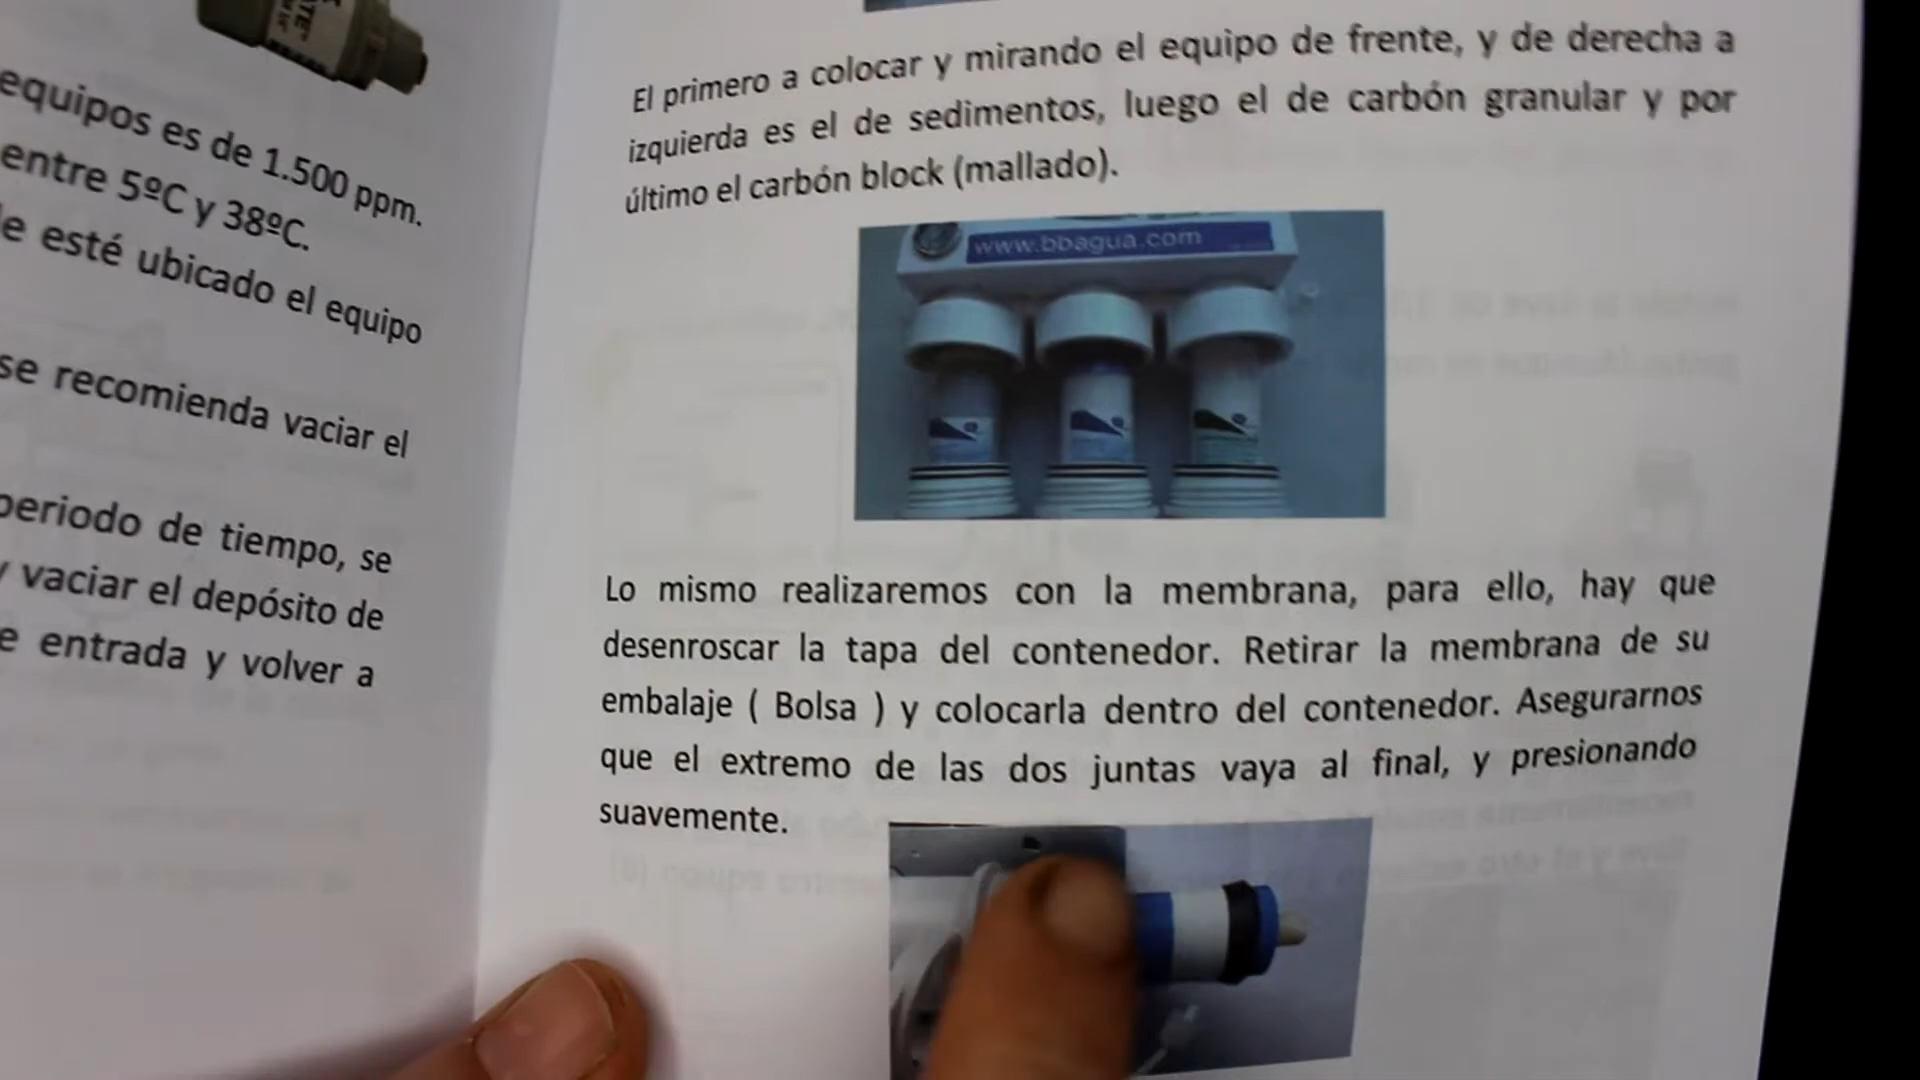 equipos es de 1.500 ppm.
entre 5ºC y 38ºC.
esté ubicado el equipo
se recomienda vaciar el
periodo de tiempo, se
y vaciar el depósito de
entrada y volver a
El primero a colocar y mirando el equipo de frente, y de derecha a
izquierda es el de sedimentos, luego el de carbón granular y por
último el carbón block (mallado).
www.bbagua.com
Lo mismo realizaremos con la membrana, para ello, hay que
desenroscar la tapa del contenedor. Retirar la membrana de su
embalaje ( Bolsa ) y colocarla dentro del contenedor. Asegurarnos
que el extremo de las dos juntas vaya al final, y presionando
suavemente.